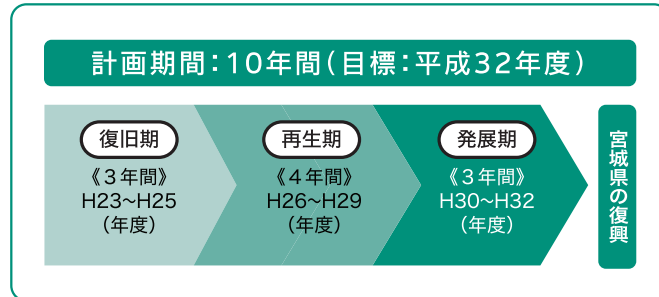 計画期間：10年間（目標：平成32年度）
復旧期
《3年間》
H23~H25
（年度）
再生期
《4年間》
H26~H29
（年度）
発展期
《3年間》
H30~H32
（年度）
宮城県の復興